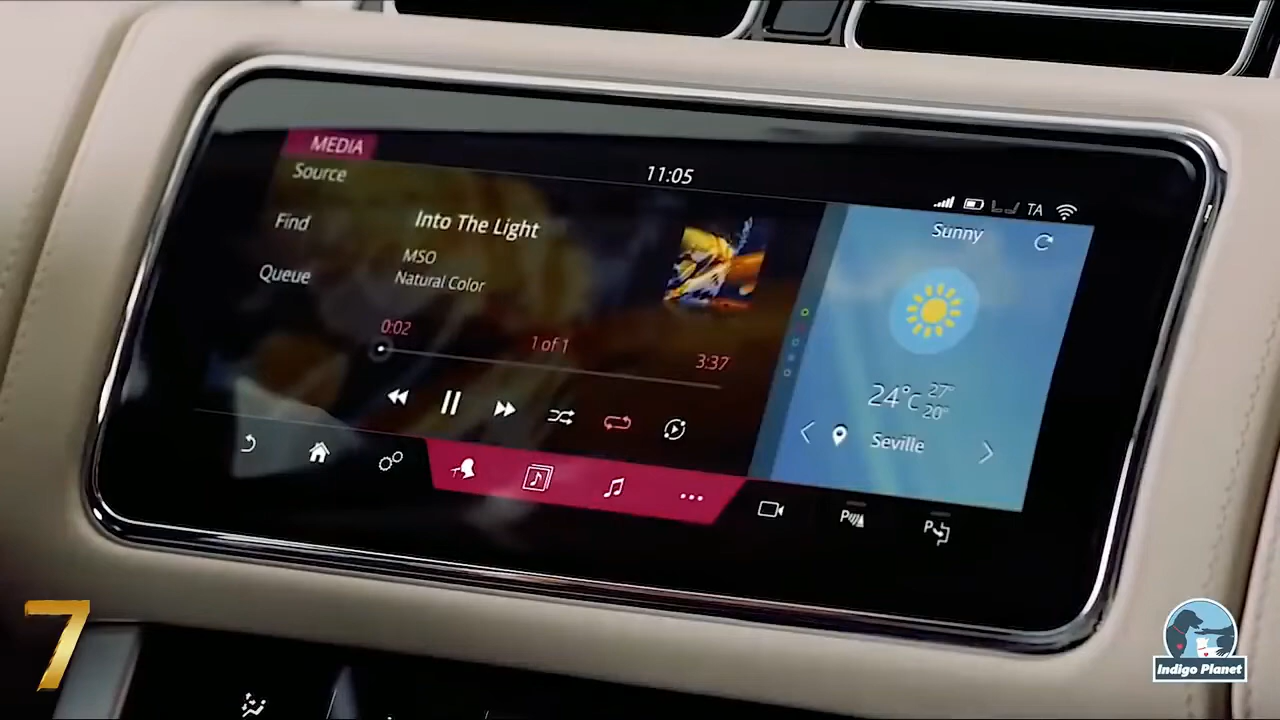 MEDIA
Source
11:05
TA
Find
Into The Light
Sunny
MSO
Queue
Natural Color
0:02
1 of 1
3:37
24°C
27°
20°
Seville
P
P
7
Indigo Planet